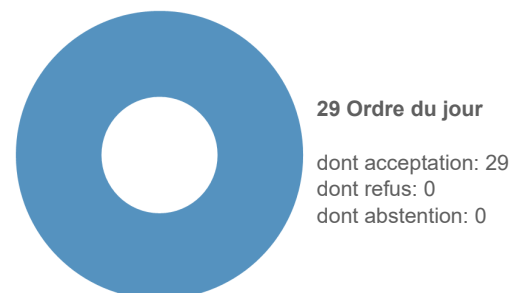 29 Ordre du jour
dont acceptation: 29
dont refus: 0
dont abstention: 0